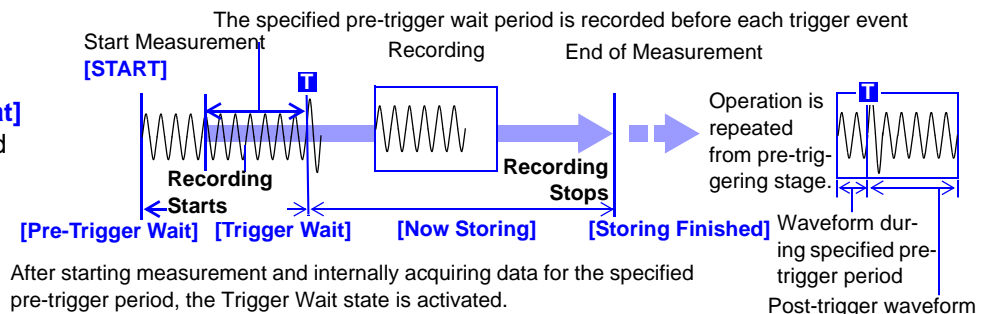 The specified pre-trigger wait period is recorded before each trigger event
Start Measurement
[START]
Recording
End of Measurement
T
Recording
Starts
Recording
Stops
[Pre-Trigger Wait]
[Trigger Wait]
[Now Storing]
[Storing Finished]
Operation is
repeated
from pre-trig-
gering stage.
T
Waveform dur-
ing specified pre-
trigger period
Post-trigger waveform
After starting measurement and internally acquiring data for the specified
pre-trigger period, the Trigger Wait state is activated.